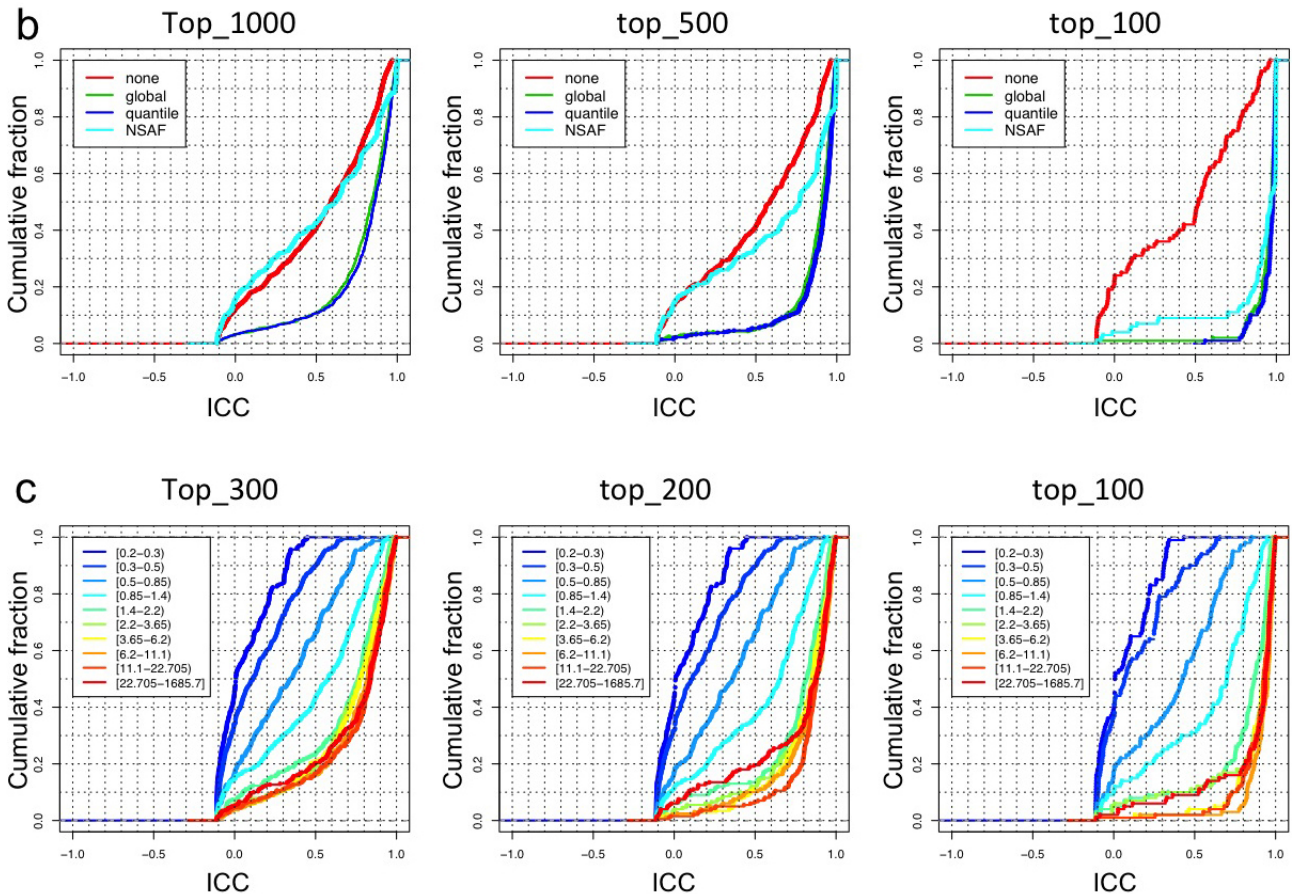 b
Top_1000
top_500
top_100
none
global
quantile
NSAF
none
global
quantile
NSAF
none
global
quantile
NSAF
Cumulative fraction
0.0
0.2
0.4
0.6
0.8
1.0
Cumulative fraction
0.0
0.2
0.4
0.6
0.8
1.0
Cumulative fraction
0.0
0.2
0.4
0.6
0.8
1.0
−1.0 −0.5 0.0 0.5 1.0
−1.0 −0.5 0.0 0.5 1.0
−1.0 −0.5 0.0 0.5 1.0
ICC
ICC
ICC
c
Top_300
top_200
top_100
[0.2−0.3)
[0.3−0.5)
[0.5−0.85)
[0.85−1.4)
[1.4−2.2)
[2.2−3.65)
[3.65−6.2)
[6.2−11.1)
[11.1−22.705)
[22.705−1685.7]
[0.2−0.3)
[0.3−0.5)
[0.5−0.85)
[0.85−1.4)
[1.4−2.2)
[2.2−3.65)
[3.65−6.2)
[6.2−11.1)
[11.1−22.705)
[22.705−1685.7]
[0.2−0.3)
[0.3−0.5)
[0.5−0.85)
[0.85−1.4)
[1.4−2.2)
[2.2−3.65)
[3.65−6.2)
[6.2−11.1)
[11.1−22.705)
[22.705−1685.7]
Cumulative fraction
0.0
0.2
0.4
0.6
0.8
1.0
Cumulative fraction
0.0
0.2
0.4
0.6
0.8
1.0
Cumulative fraction
0.0
0.2
0.4
0.6
0.8
1.0
−1.0 −0.5 0.0 0.5 1.0
−1.0 −0.5 0.0 0.5 1.0
−1.0 −0.5 0.0 0.5 1.0
ICC
ICC
ICC